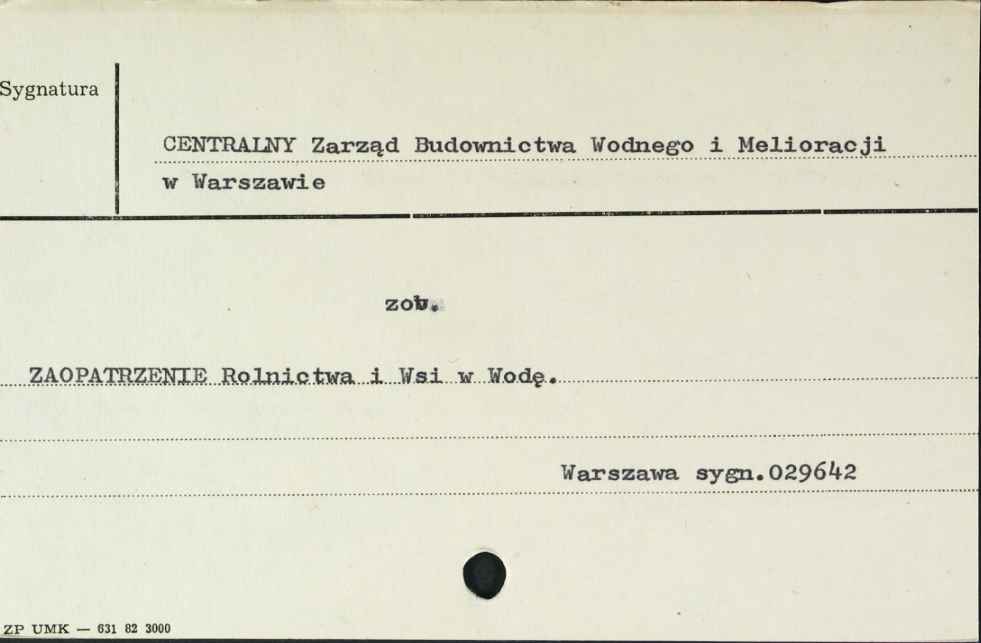 Sygnatura
CENTRALNY Zarząd Budownictwa Wodnego i Melioracji
w Warszawie
zob.
ZAOPATRZENIE Rolnictwa i Wsi w Wodę.
Warszawa sygn.029642
ZP UMK — 631 82 3000